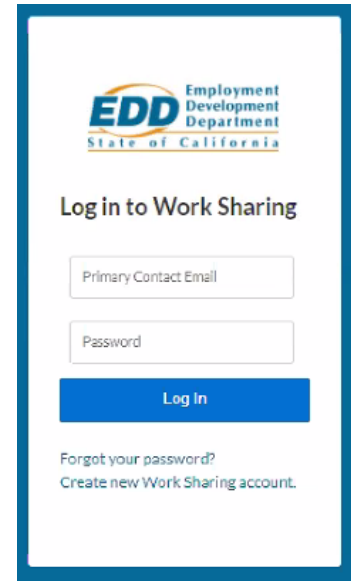 EDD
Employment
Development
Department
State of California
Log in to Work Sharing
Primary Contact Email
Password
Log In
Forgot your password?
Create new Work Sharing account.